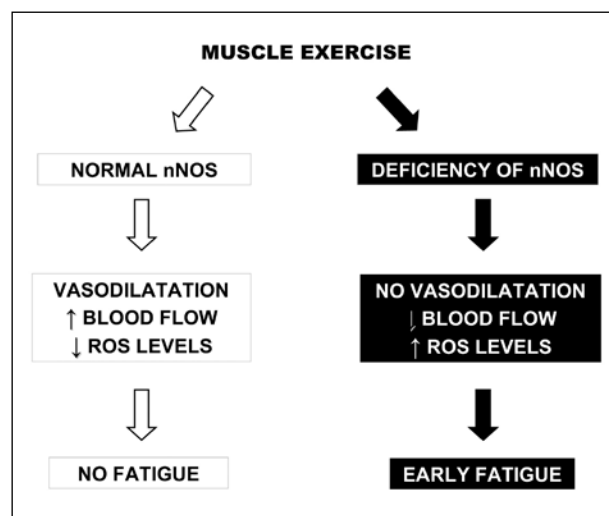 MUSCLE EXERCISE
NORMAL nNOS
DEFICIENCY OF nNOS
VASODILATATION
↑ BLOOD FLOW
↓ ROS LEVELS
NO VASODILATATION
↓ BLOOD FLOW
↑ ROS LEVELS
NO FATIGUE
EARLY FATIGUE